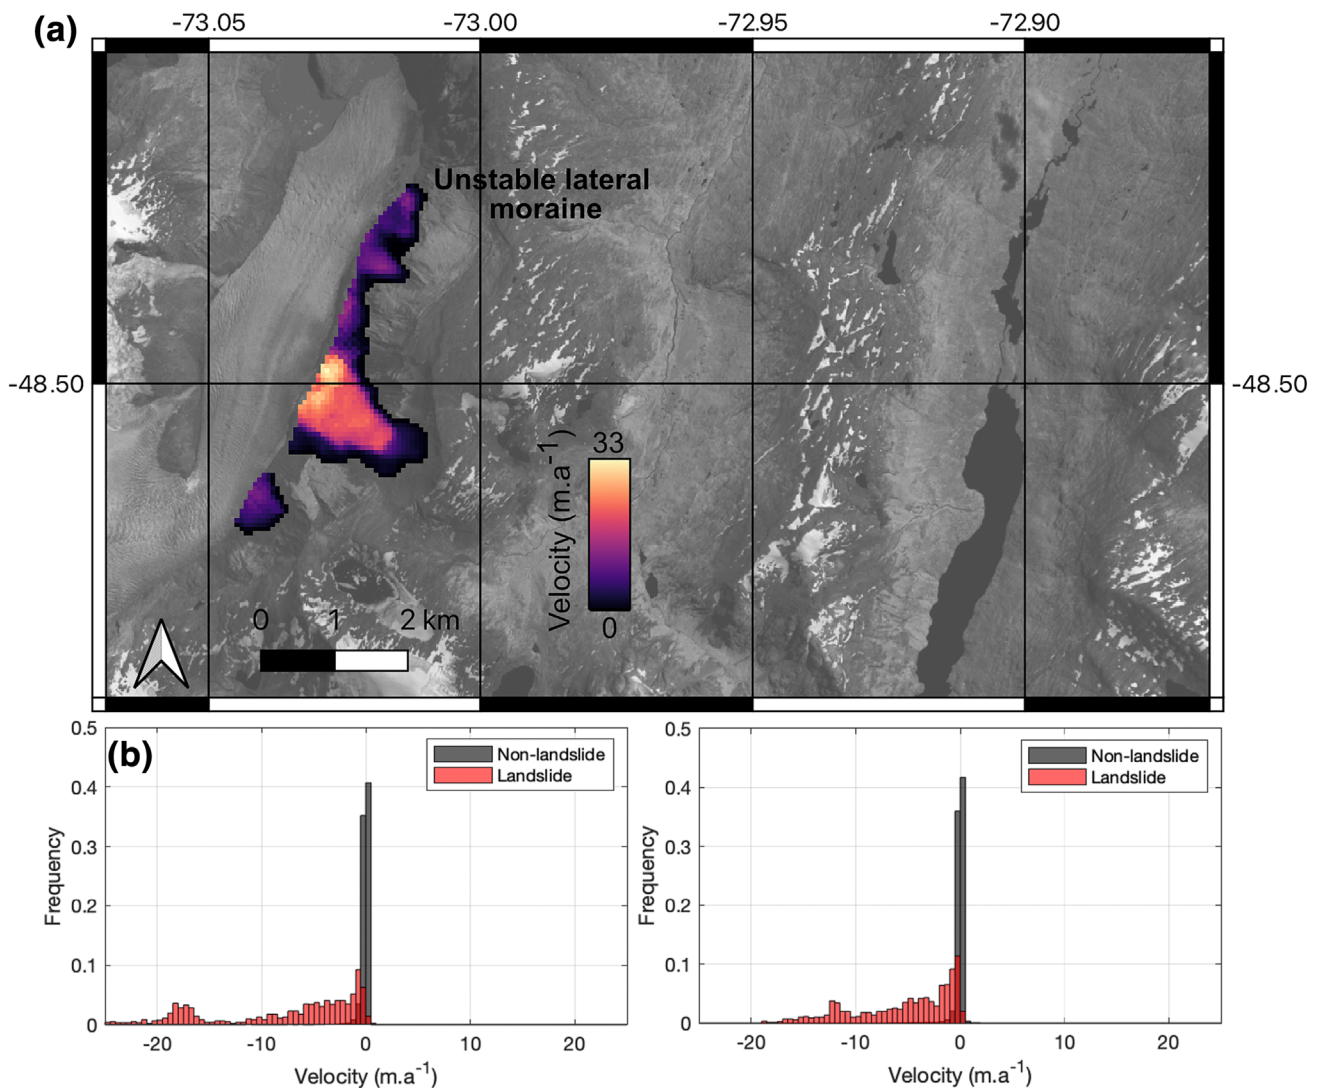 (a)
-73.05 -73.00 -72.95 -72.90
Unstable lateral
moraine
-48.50 -48.50
33
Velocity (m.a-1)
0
0 1 2 km
(b)
0.5
0.4
0.3
0.2
0.1
0
Frequency
Non-landslide
Landslide
-20 -10 0 10 20
Velocity (m.a-1)
0.5
0.4
0.3
0.2
0.1
0
Frequency
Non-landslide
Landslide
-20 -10 0 10 20
Velocity (m.a-1)